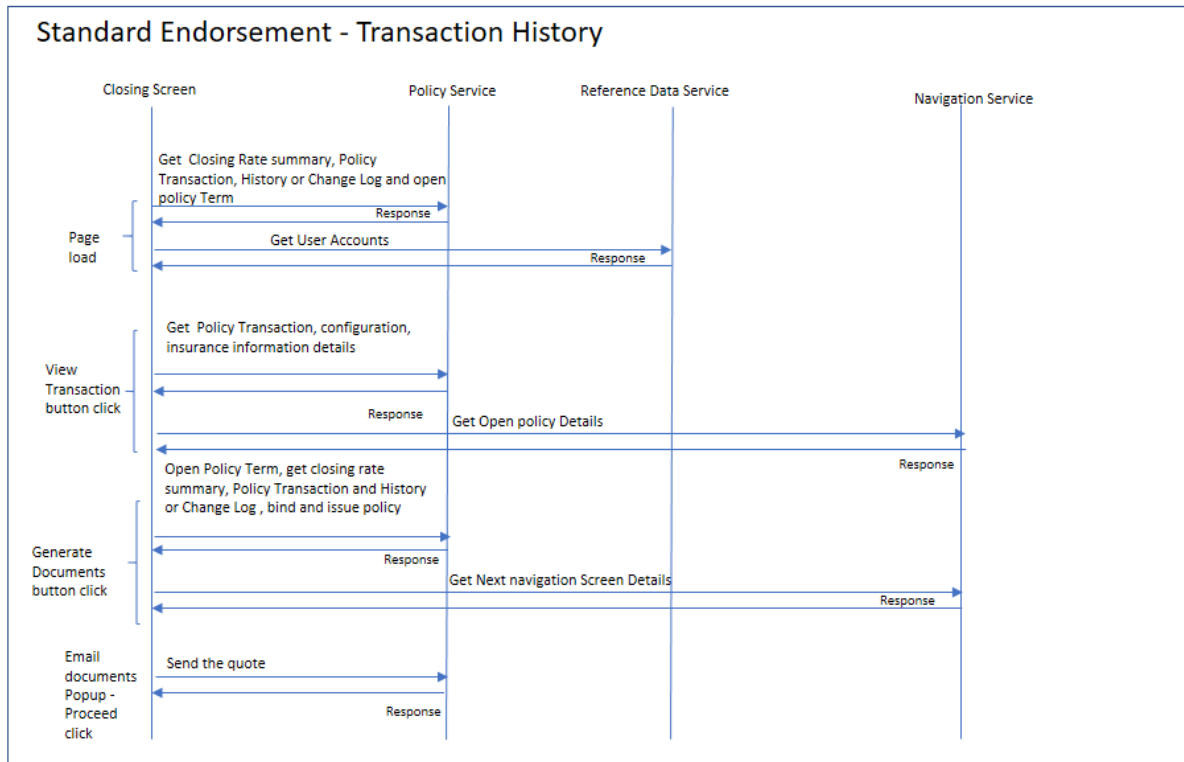 Standard Endorsement - Transaction History
Closing Screen
Policy Service
Reference Data Service
Navigation Service
Get Closing Rate summary, Policy
Transaction, History or Change Log and open
policy Term
Response
Page
load
Get User Accounts
Response
Get Policy Transaction, configuration,
insurance information details
View
Transaction
button click
Response
Get Open policy Details
Response
Open Policy Term, get closing rate
summary, Policy Transaction and History
or Change Log , bind and issue policy
Generate
Documents
button click
Response
Get Next navigation Screen Details
Response
Email
documents
Popup -
Proceed
click
Send the quote
Response